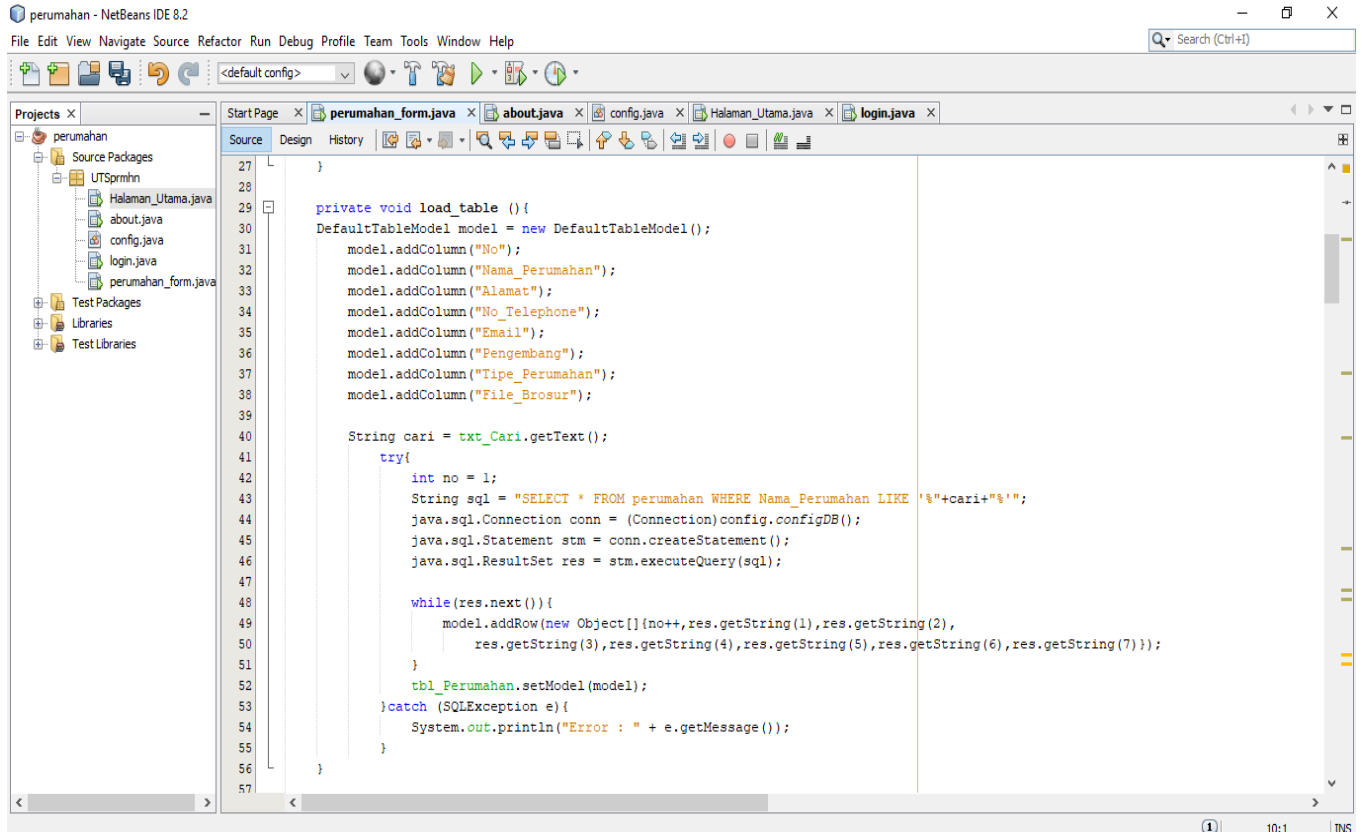 perumahan - NetBeans IDE 8.2
File Edit View Navigate Source Refactor Run Debug Profile Team Tools Window Help
Search (Ctrl+I)
<default config>
Projects
Start Page
perumahan_form.java
about.java
config.java
Halaman_Utama.java
login.java
perumahan
Source Packages
UTSprmhn
Halaman_Utama.java
about.java
config.java
login.java
perumahan_form.java
Test Packages
Libraries
Test Libraries
Source Design History
27 }
28
29 private void load_table (){
30 DefaultTableModel model = new DefaultTableModel();
31 model.addColumn("No");
32 model.addColumn("Nama_Perumahan");
33 model.addColumn("Alamat");
34 model.addColumn("No_Telephone");
35 model.addColumn("Email");
36 model.addColumn("Pengembang");
37 model.addColumn("Tipe_Perumahan");
38 model.addColumn("File_Brosur");
39
40 String cari = txt_Cari.getText();
41 try{
42 int no = 1;
43 String sql = "SELECT * FROM perumahan WHERE Nama_Perumahan LIKE '%"+cari+"%'";
44 java.sql.Connection conn = (Connection)config.configDB();
45 java.sql.Statement stm = conn.createStatement();
46 java.sql.ResultSet res = stm.executeQuery(sql);
47
48 while(res.next()){
49 model.addRow(new Object[]{no++,res.getString(1),res.getString(2),
50 res.getString(3),res.getString(4),res.getString(5),res.getString(6),res.getString(7)});
51 }
52 tbl_Perumahan.setModel(model);
53 }catch (SQLException e){
54 System.out.println("Error : " + e.getMessage());
55 }
56 }
57
1 10:1 INS